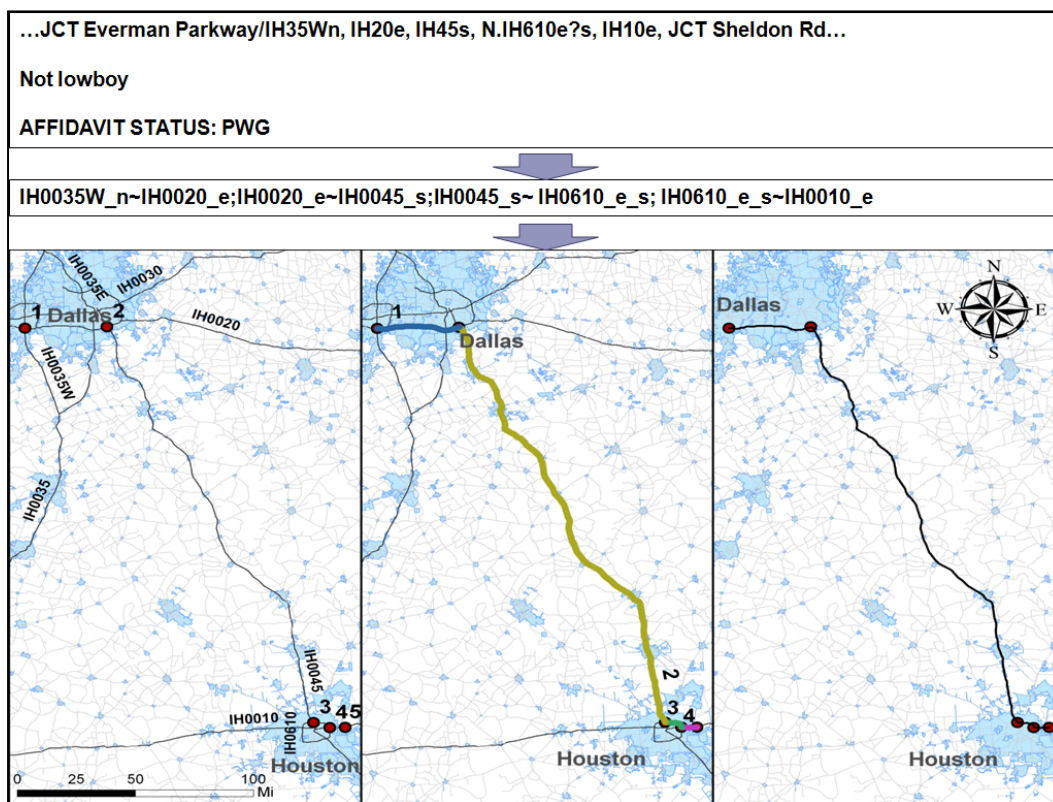 ...JCT Everman Parkway/IH35Wn, IH20e, IH45s, N.IH610e?s, IH10e, JCT Sheldon Rd...
Not lowboy
AFFIDAVIT STATUS: PWG
IH0035W_n~IH0020_e;IH0020_e~IH0045_s;IH0045_s~ IH0610_e_s; IH0610_e_s~IH0010_e
IH0035E
IH0030
1
Dallas
2
IH0020
IH0035W
IH0035
IH0045
3
4
5
IH0010
IH0610
Houston
0 25 50 100
Mi
1
Dallas
2
3
4
Houston
Dallas
N
W
E
S
Houston